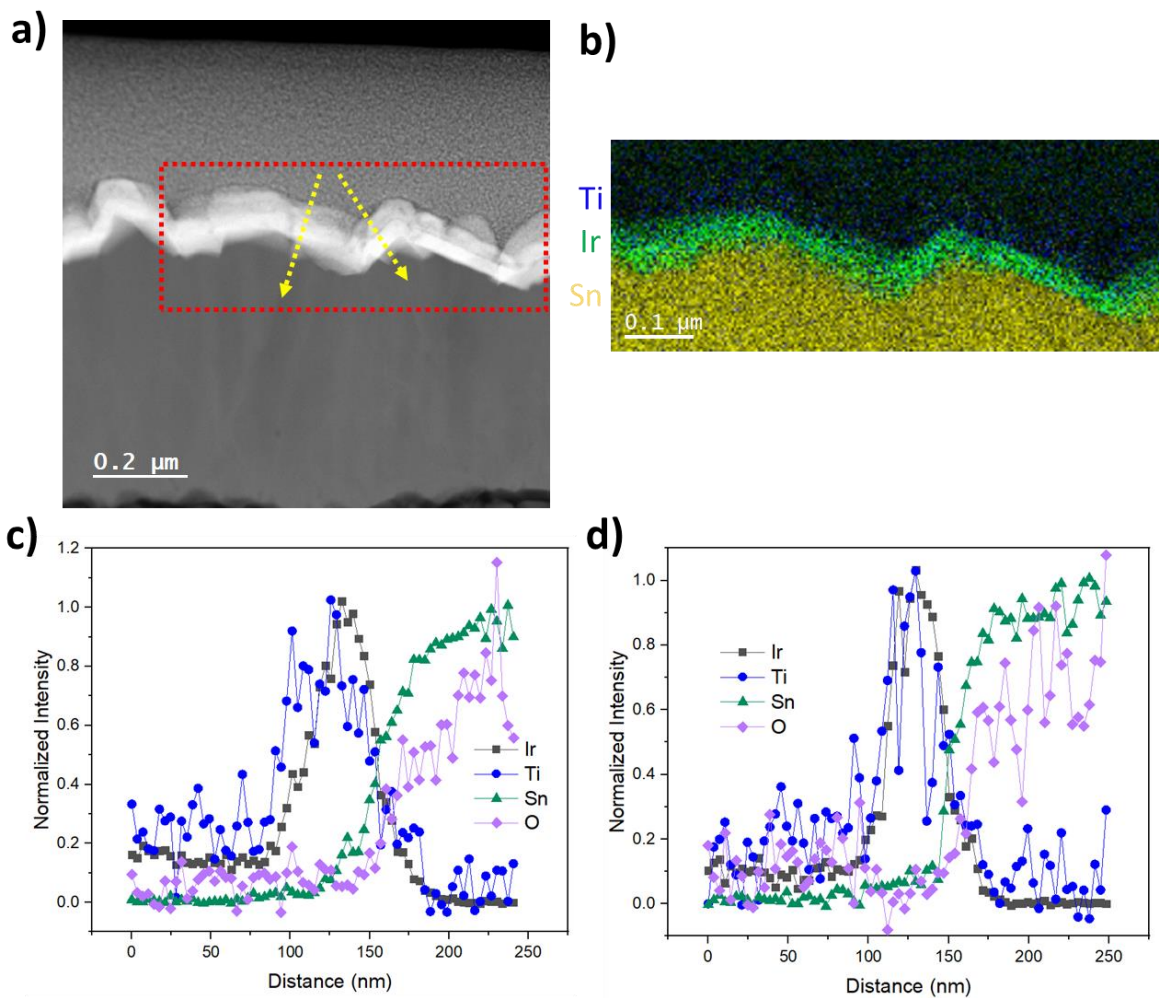 a)
0.2 µm
b)
Ti
Ir
Sn
0.1 µm
c)
1.2
1.0
0.8
0.6
0.4
0.2
0.0
Normalized Intensity
Ir
Ti
Sn
O
0
50
100
150
200
250
Distance (nm)
d)
1.0
0.8
0.6
0.4
0.2
0.0
Normalized Intensity
Ir
Ti
Sn
O
0
50
100
150
200
250
Distance (nm)